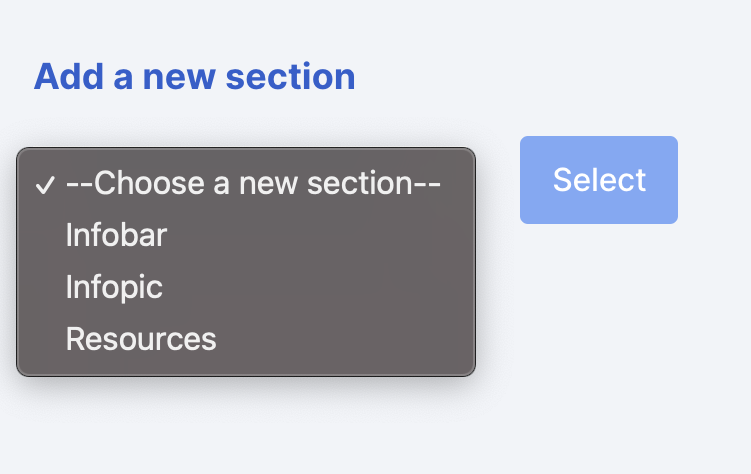 Add a new section
--Choose a new section--
Select
Infobar
Infopic
Resources